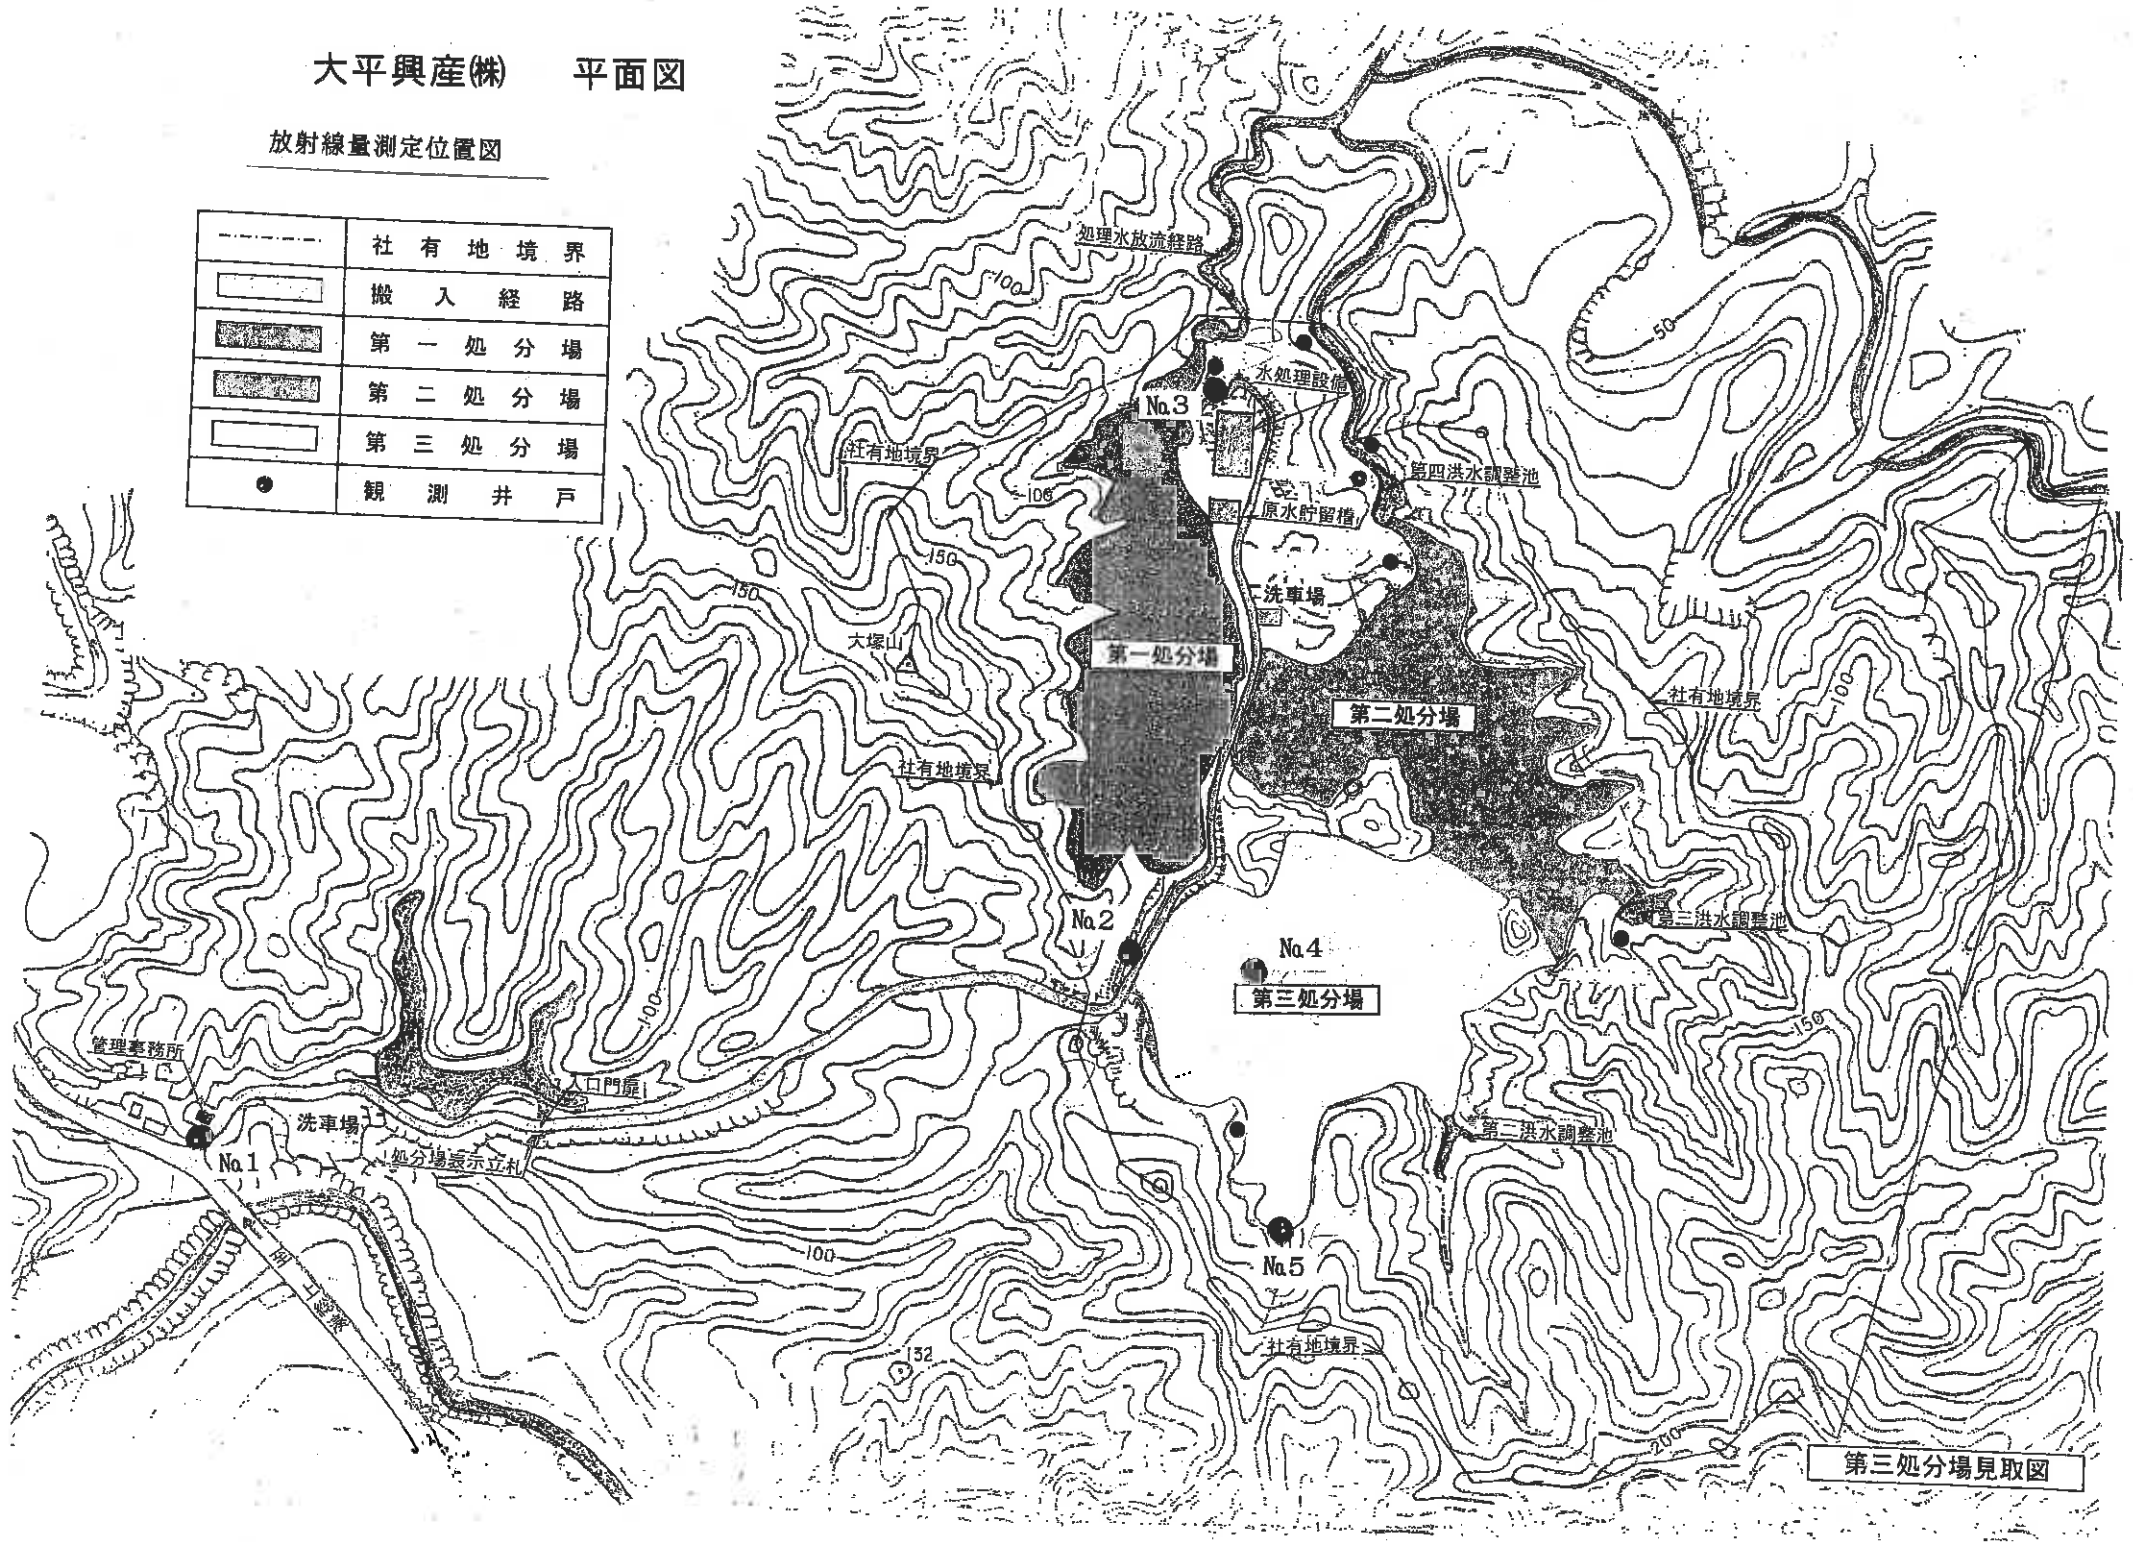 大平興産㈱ 平面図
放射線量測定位置図
社有地境界
搬入経路
第一処分場
第二処分場
第三処分場
観測井戸
処理水放流経路
100
50
水処理設備
No.3
社有地境界
第四洪水調整池
100
原水貯留槽
150
150
洗車場
大塚山
第一処分場
社有地境界
100
第二処分場
社有地境界
No.2
第三洪水調整池
No.4
第三処分場
100
150
管理事務所
入口門扉
洗車場
第二洪水調整池
No.1
処分場表示立札
100
No.5
社有地境界
132
200
第三処分場見取図